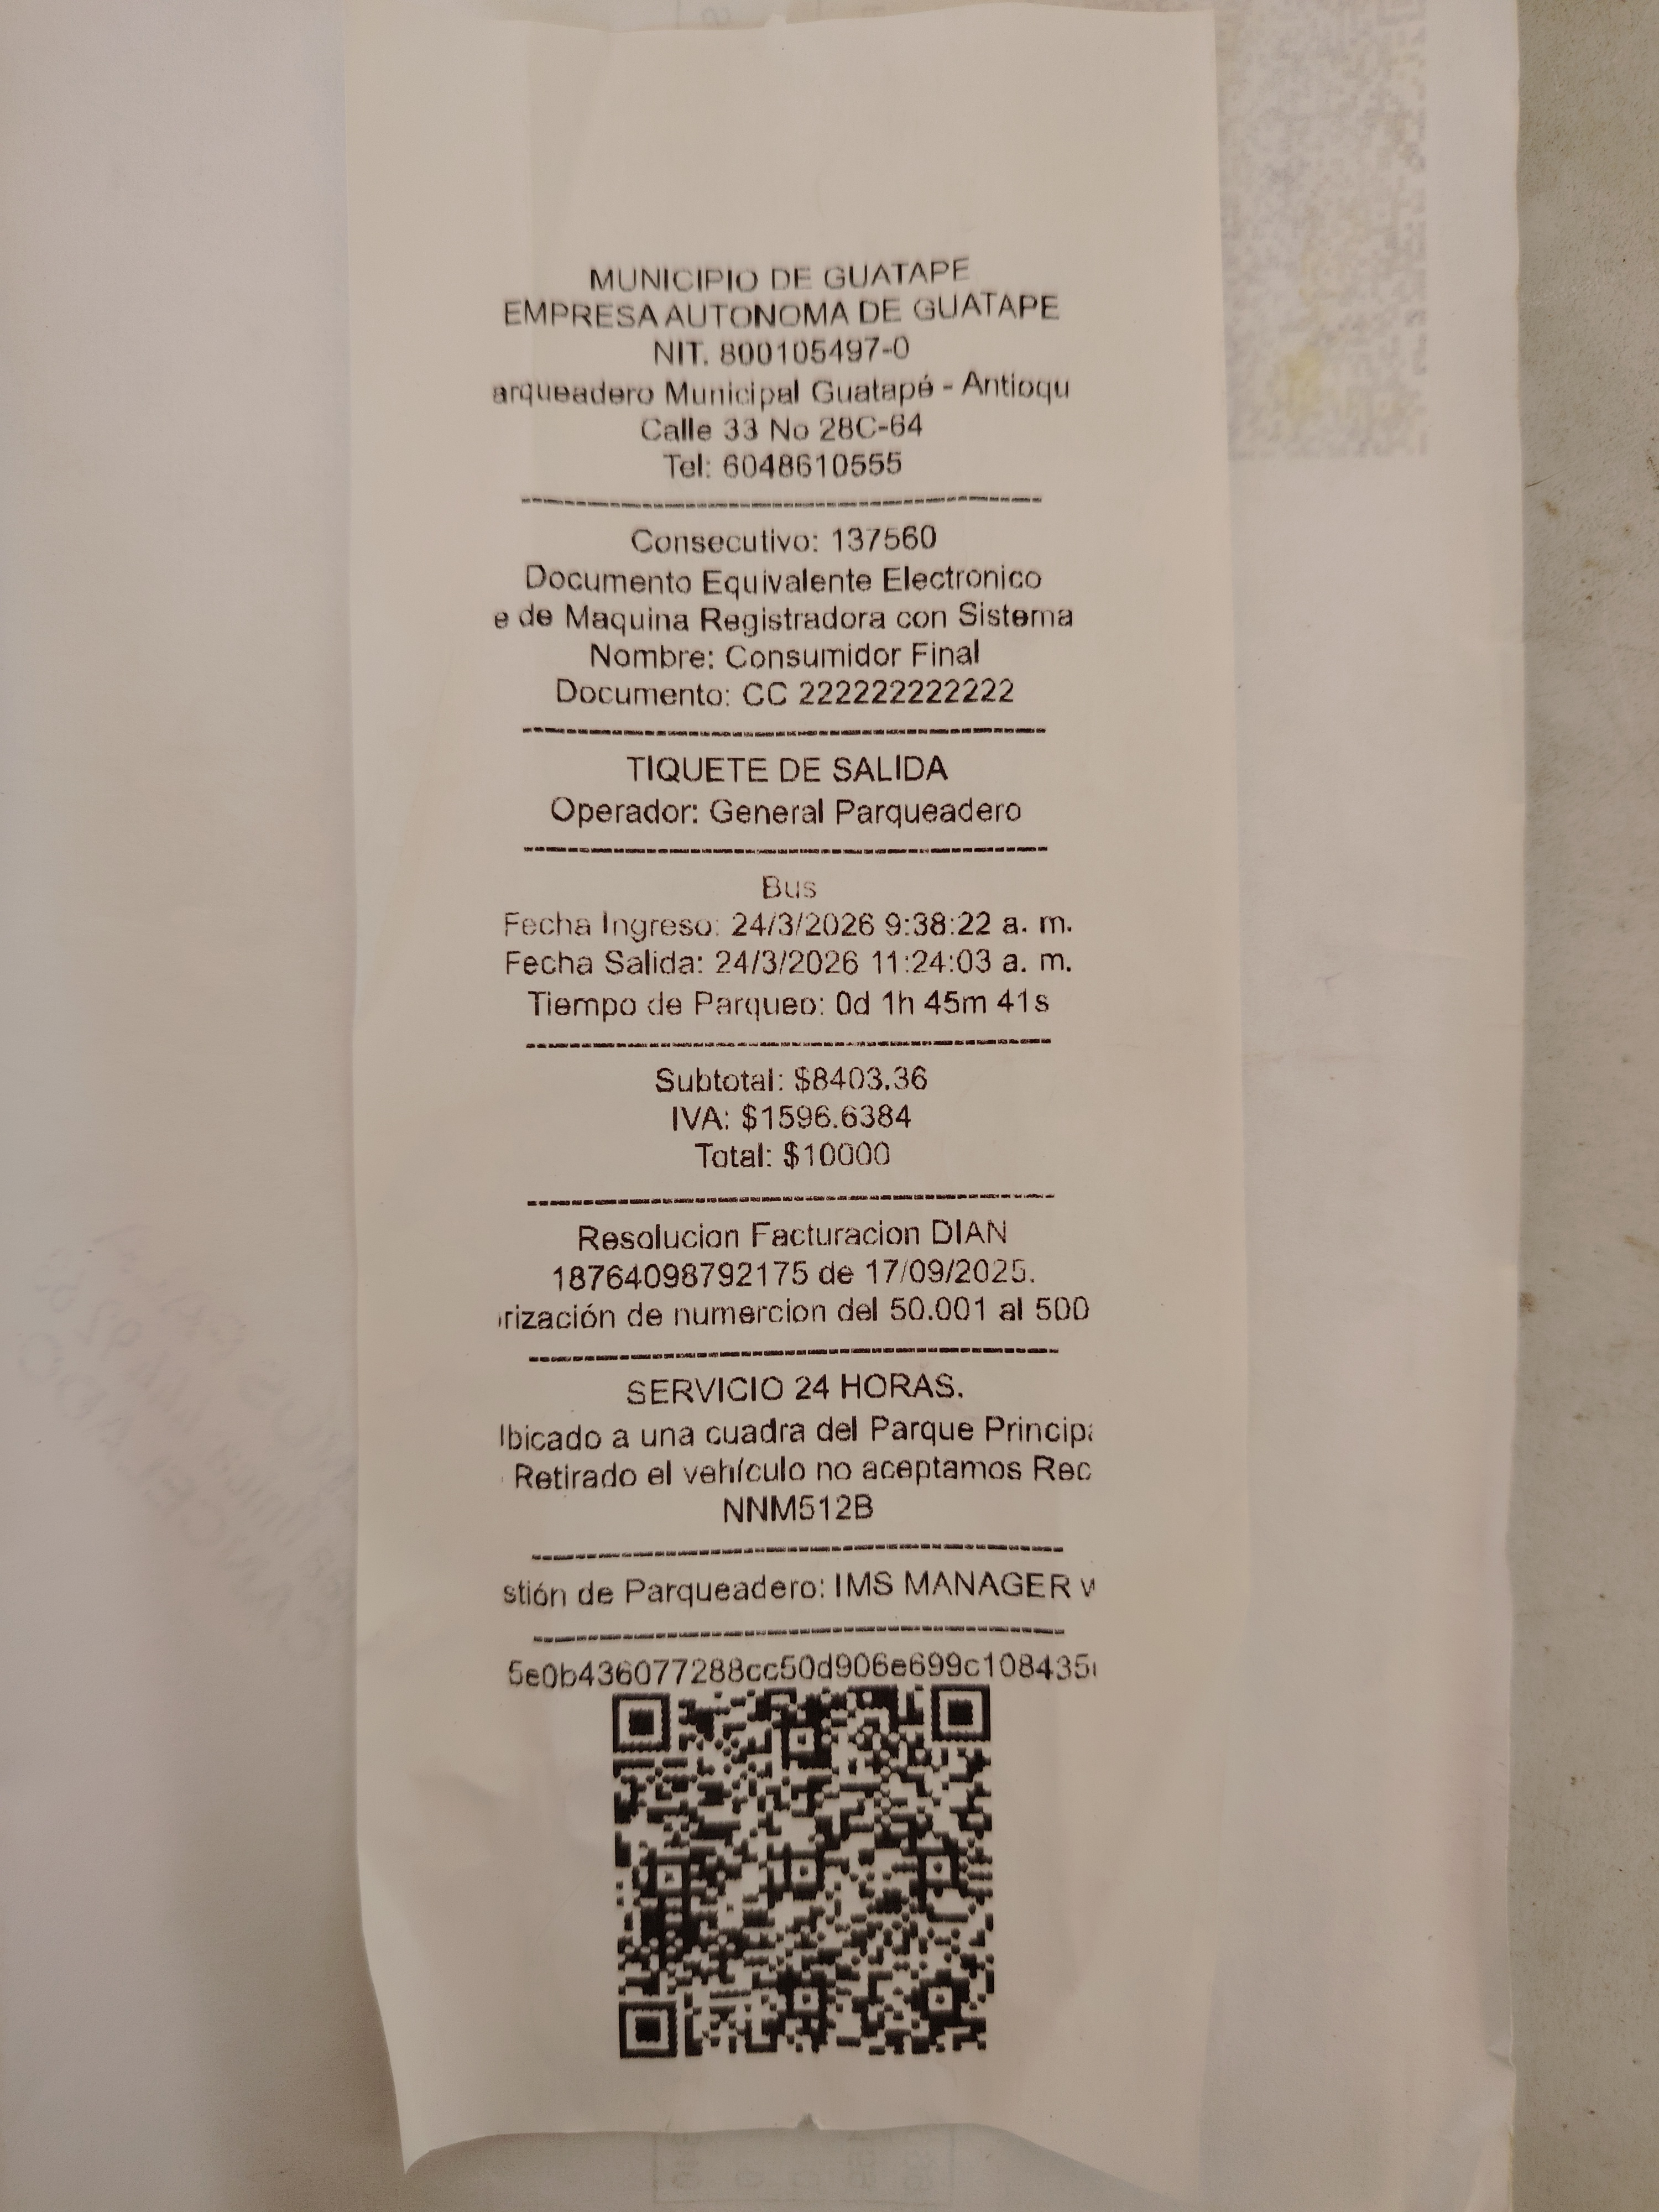 MUNICIPIO DE GUATAPE
EMPRESA AUTONOMA DE GUATAPE
NIT. 800105497-0
arqueadero Municipal Guatapé - Antioqu
Calle 33 No 28C-64
Tel: 6048610555
Consecutivo: 137560
Documento Equivalente Electronico
e de Maquina Registradora con Sistema
Nombre: Consumidor Final
Documento: CC 222222222222
TIQUETE DE SALIDA
Operador: General Parqueadero
Bus
Fecha Ingreso: 24/3/2026 9:38:22 a. m.
Fecha Salida: 24/3/2026 11:24:03 a. m.
Tiempo de Parqueo: 0d 1h 45m 41s
Subtotal: $8403.36
IVA: $1596.6384
Total: $10000
Resolucion Facturacion DIAN
18764098792175 de 17/09/2025.
rización de numercion del 50.001 al 500
SERVICIO 24 HORAS.
bicado a una cuadra del Parque Princip
Retirado el vehículo no aceptamos Rec
NNM512B
stión de Parqueadero: IMS MANAGER w
5e0b436077288cc50d906e699c108435